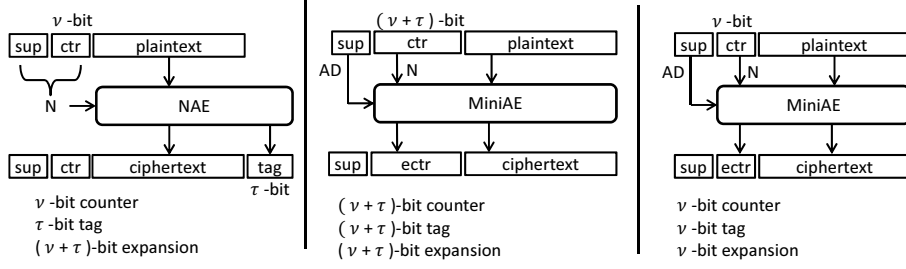 ν -bit
sup ctr plaintext
N NAE
sup ctr ciphertext tag
τ -bit
ν -bit counter
τ -bit tag
(ν + τ)-bit expansion
(ν + τ) -bit
sup ctr plaintext
AD N
MiniAE
sup ectr ciphertext
(ν + τ)-bit counter
(ν + τ)-bit tag
(ν + τ)-bit expansion
ν -bit
sup ctr plaintext
AD N
MiniAE
sup ectr ciphertext
ν -bit counter
ν -bit tag
ν -bit expansion